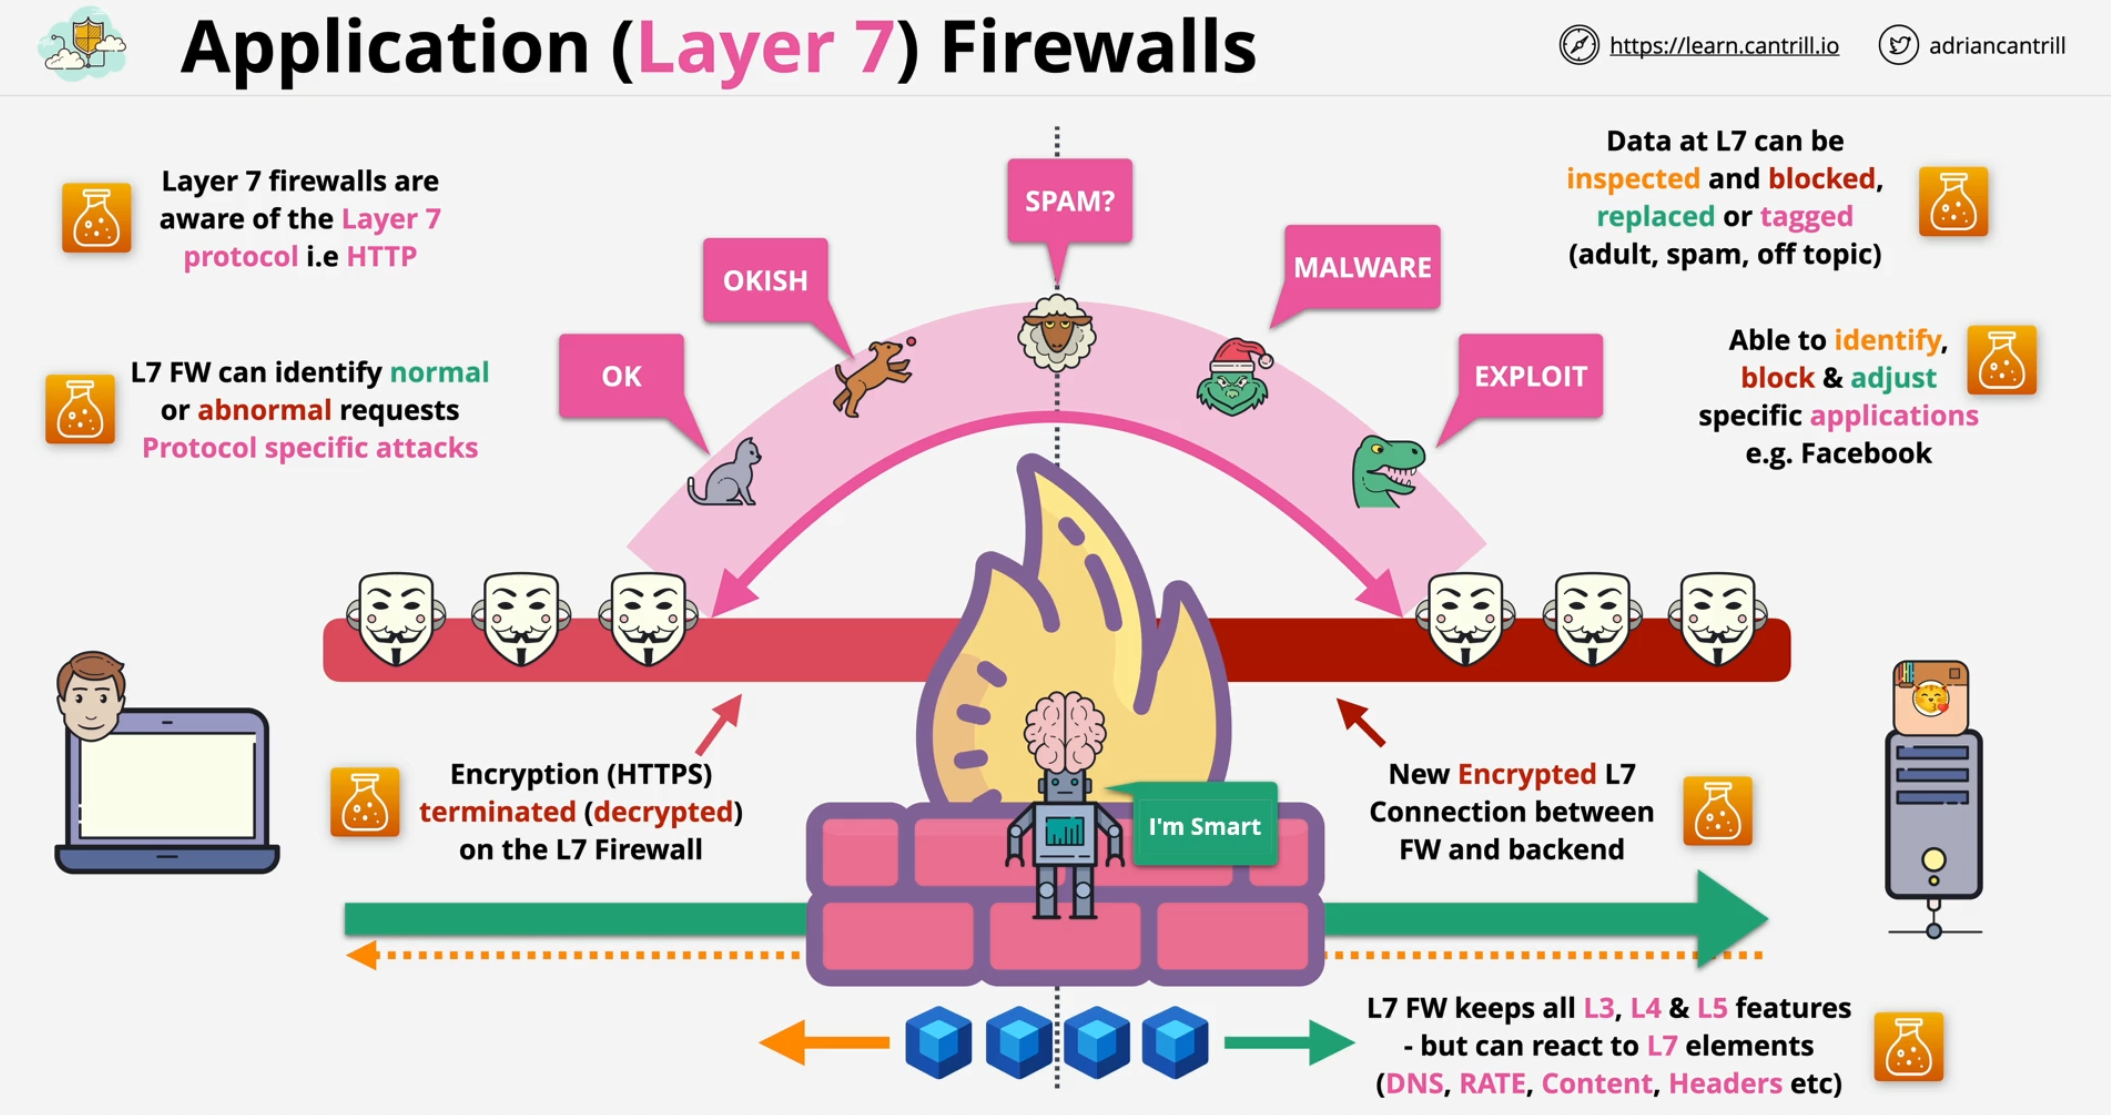 Application (Layer 7) Firewalls
https://learn.cantrill.io
adriancantrill
Layer 7 firewalls are
aware of the Layer 7
protocol i.e HTTP
L7 FW can identify normal
or abnormal requests
Protocol specific attacks
OK
OKISH
SPAM?
MALWARE
EXPLOIT
Data at L7 can be
inspected and blocked,
replaced or tagged
(adult, spam, off topic)
Able to identify,
block & adjust
specific applications
e.g. Facebook
Encryption (HTTPS)
terminated (decrypted)
on the L7 Firewall
I'm Smart
New Encrypted L7
Connection between
FW and backend
L7 FW keeps all L3, L4 & L5 features
- but can react to L7 elements
(DNS, RATE, Content, Headers etc)